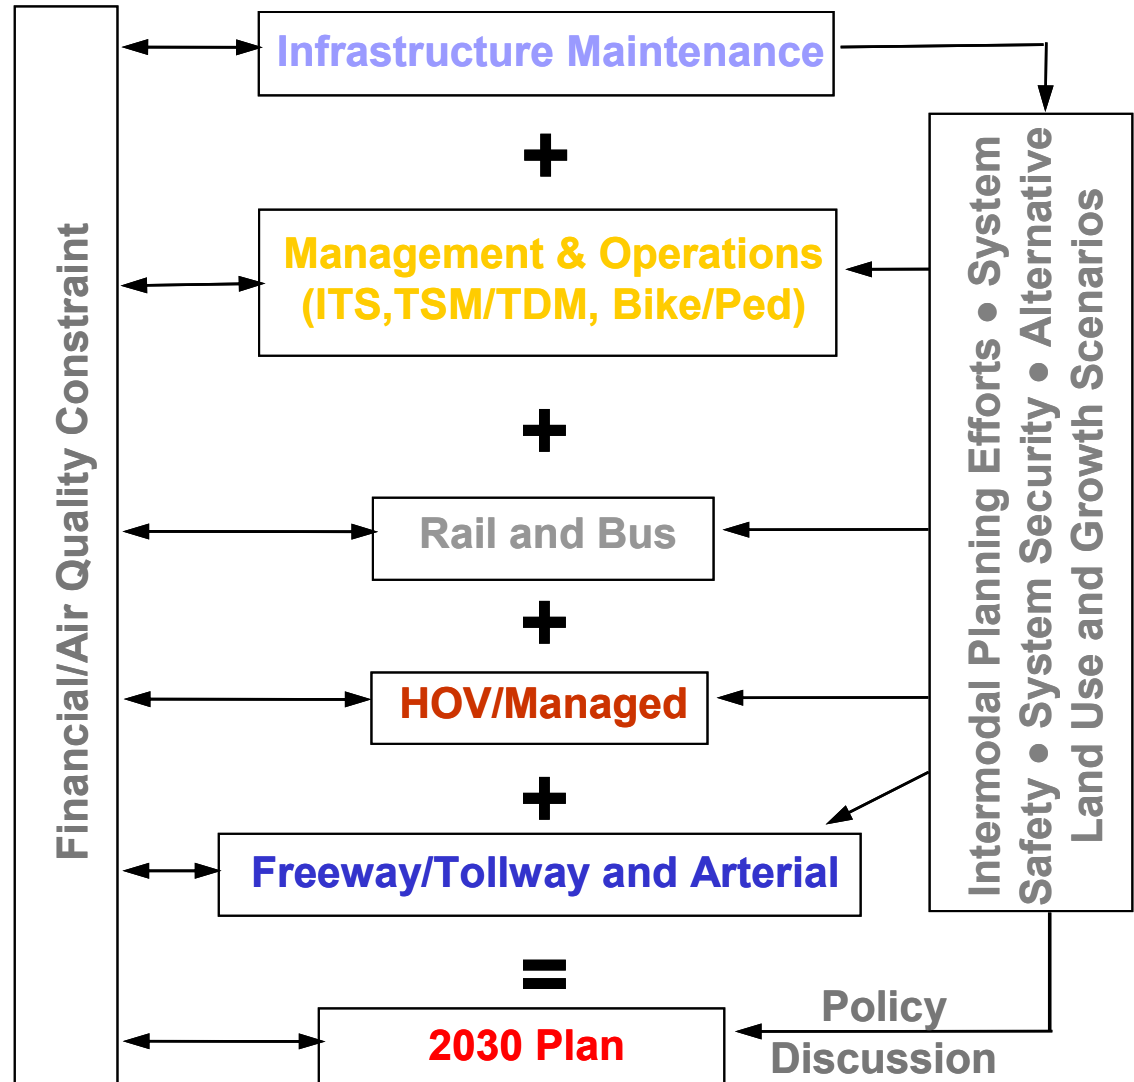 Financial/Air Quality Constraint
Infrastructure Maintenance
+
Management & Operations
(ITS,TSM/TDM, Bike/Ped)
+
Rail and Bus
+
HOV/Managed
+
Freeway/Tollway and Arterial
=
2030 Plan
Intermodal Planning Efforts ● System
Safety ● System Security ● Alternative
Land Use and Growth Scenarios
Policy
Discussion